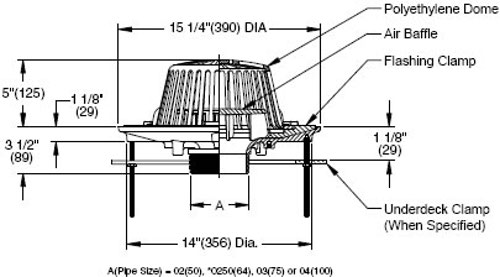 15 1/4"(390) DIA
Polyethylene Dome
Air Baffle
Flashing Clamp
5"(125)
1 1/8"
(29)
3 1/2"
(89)
1 1/8"
(29)
A
Underdeck Clamp
(When Specified)
14"(356) Dia.
A(Pipe Size) = 02(50), *0250(64), 03(75) or 04(100)